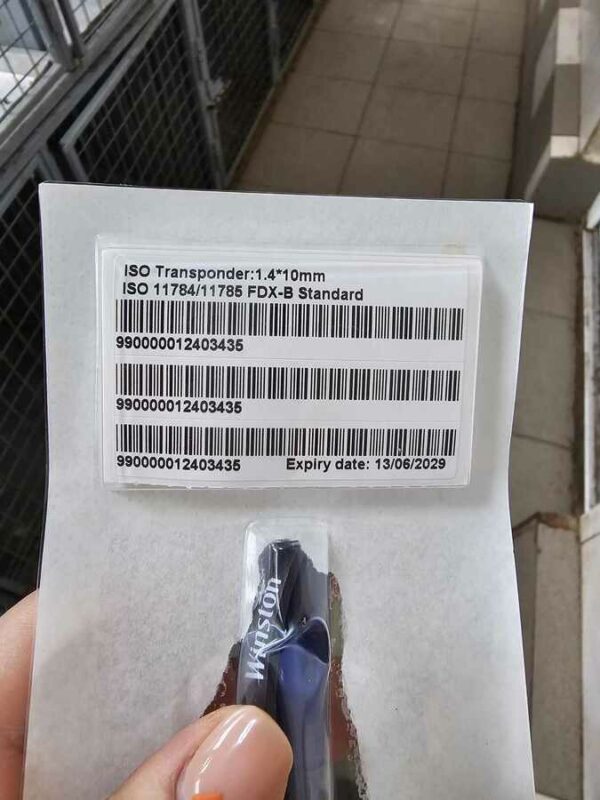 ISO Transponder:1.4*10mm
ISO 11784/11785 FDX-B Standard
990000012403435
990000012403435
990000012403435 Expiry date: 13/06/2029
Winston